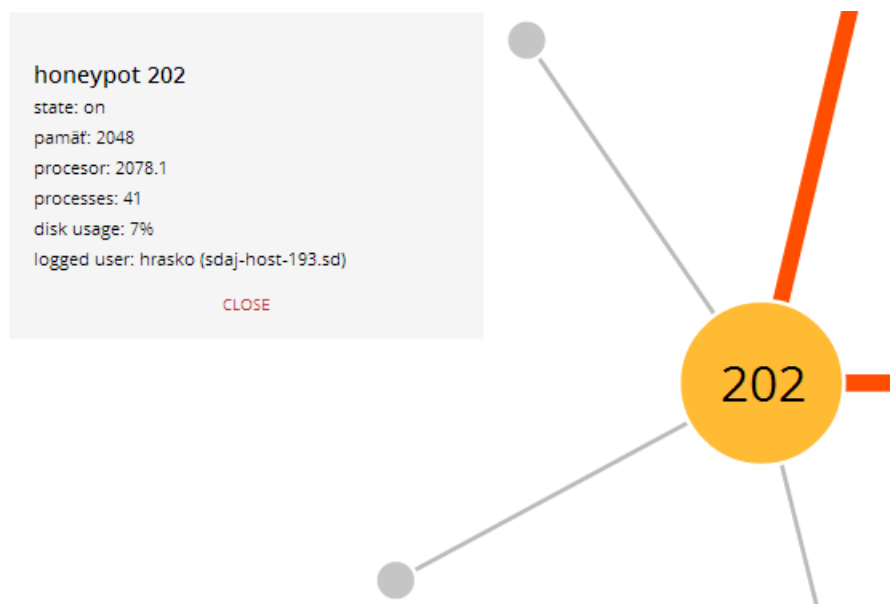 honeypot 202
state: on
pamäť: 2048
procesor: 2078.1
processes: 41
disk usage: 7%
logged user: hrasko (sdaj-host-193.sd)
CLOSE
202